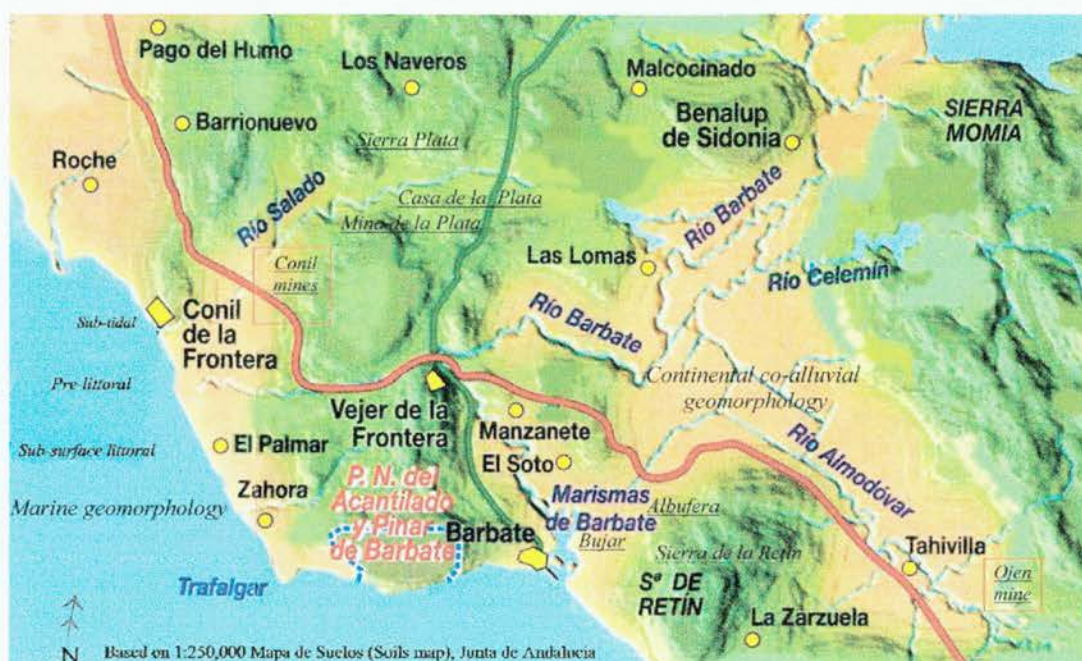 Pago del Humo
Los Naveros
Malcocinado
Benalup
de Sidonia
SIERRA
MOMIA
Barrionuevo
Sierra Plata
Roche
Río Salado
Casa de la Plata
Mina de la Plata
Río Barbate
Conil
mines
Las Lomas
Río Celemín
Conil
de la
Frontera
Sub-tidal
Río Barbate
Pre-littoral
Continental co-alluvial
geomorphology
Vejer de la
Frontera
Manzanete
El Soto
Río Almodóvar
Sub-surface littoral
El Palmar
Zahora
Marine geomorphology
P. N. del
Acantilado
y Pinar
de Barbate
Barbate
Marismas
de Barbate
Albufera
Bujar
Sierra de la Retín
Tahivilla
Ojen
mine
Trafalgar
Sª DE
RETÍN
La Zarzuela
N
Based on 1:250,000 Mapa de Suelos (Soils map), Junta de Andalucia